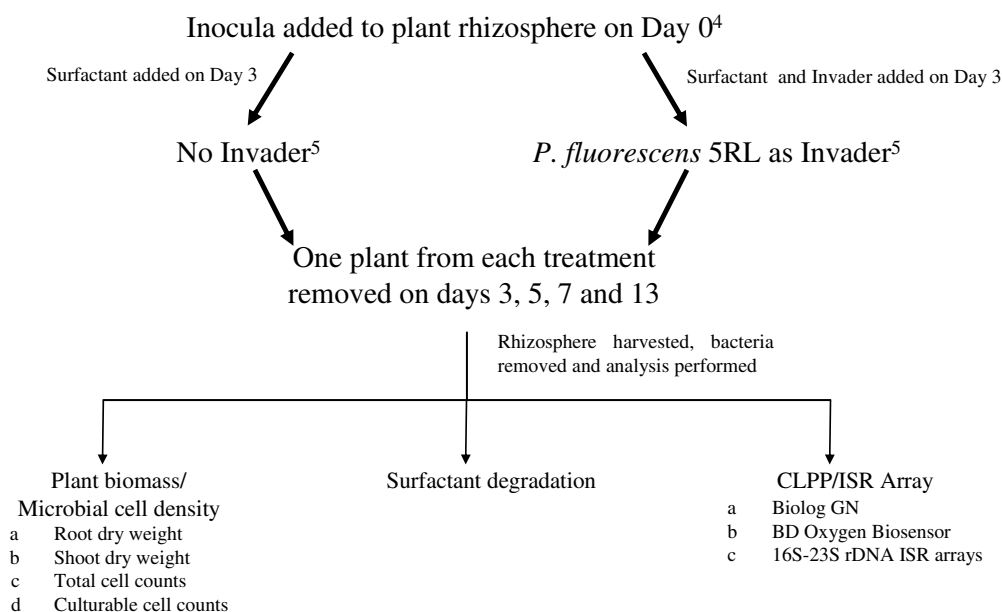 Inocula added to plant rhizosphere on Day 0⁴
Surfactant added on Day 3
Surfactant and Invader added on Day 3
No Invader⁵
P. fluorescens 5RL as Invader⁵
One plant from each treatment
removed on days 3, 5, 7 and 13
Rhizosphere harvested, bacteria
removed and analysis performed
Plant biomass/
Microbial cell density
a Root dry weight
b Shoot dry weight
c Total cell counts
d Culturable cell counts
Surfactant degradation
CLPP/ISR Array
a Biolog GN
b BD Oxygen Biosensor
c 16S-23S rDNA ISR arrays